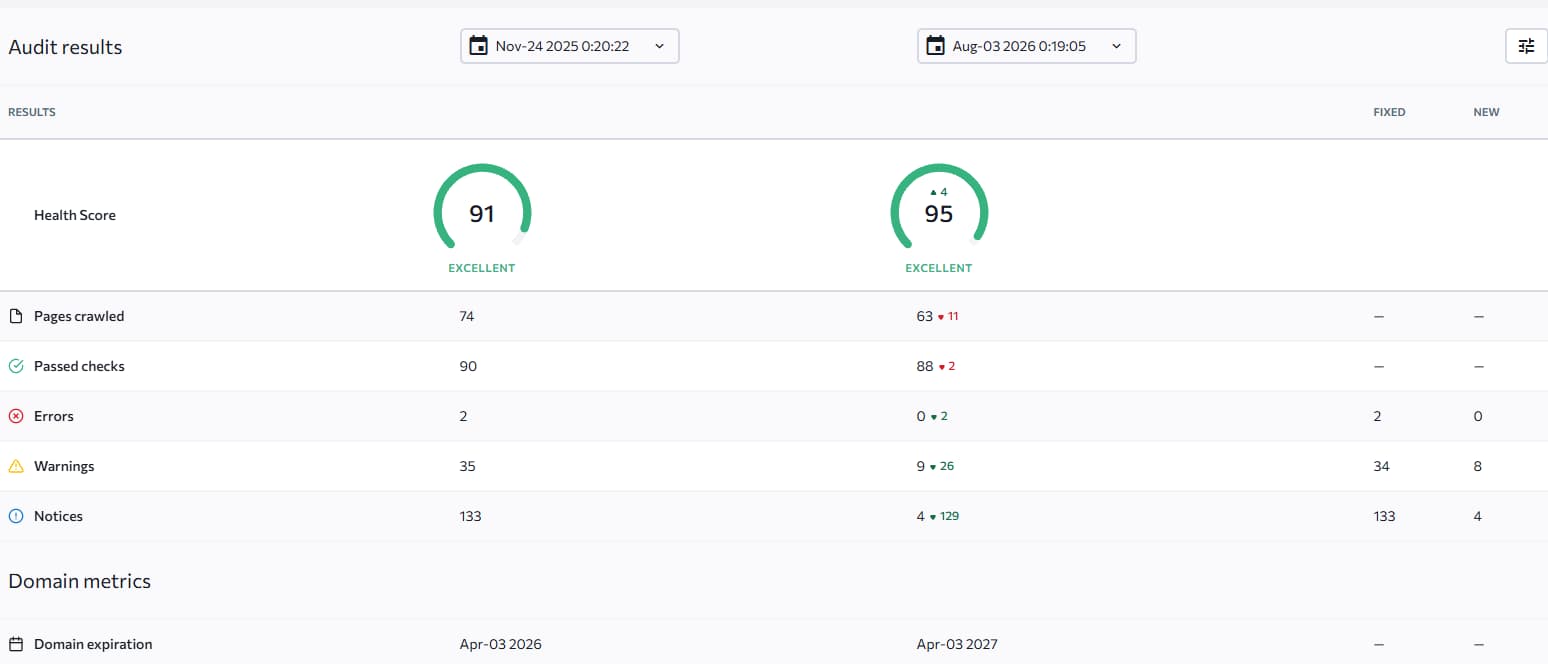 Audit results Nov-24 2025 0:20:22 Aug-03 2026 0:19:05
RESULTS FIXED NEW
Health Score 91 EXCELLENT ▲ 4 95 EXCELLENT
Pages crawled 74 63 ▾ 11 – –
Passed checks 90 88 ▾ 2 – –
Errors 2 0 ▾ 2 2 0
Warnings 35 9 ▾ 26 34 8
Notices 133 4 ▾ 129 133 4
Domain metrics
Domain expiration Apr-03 2026 Apr-03 2027 – –